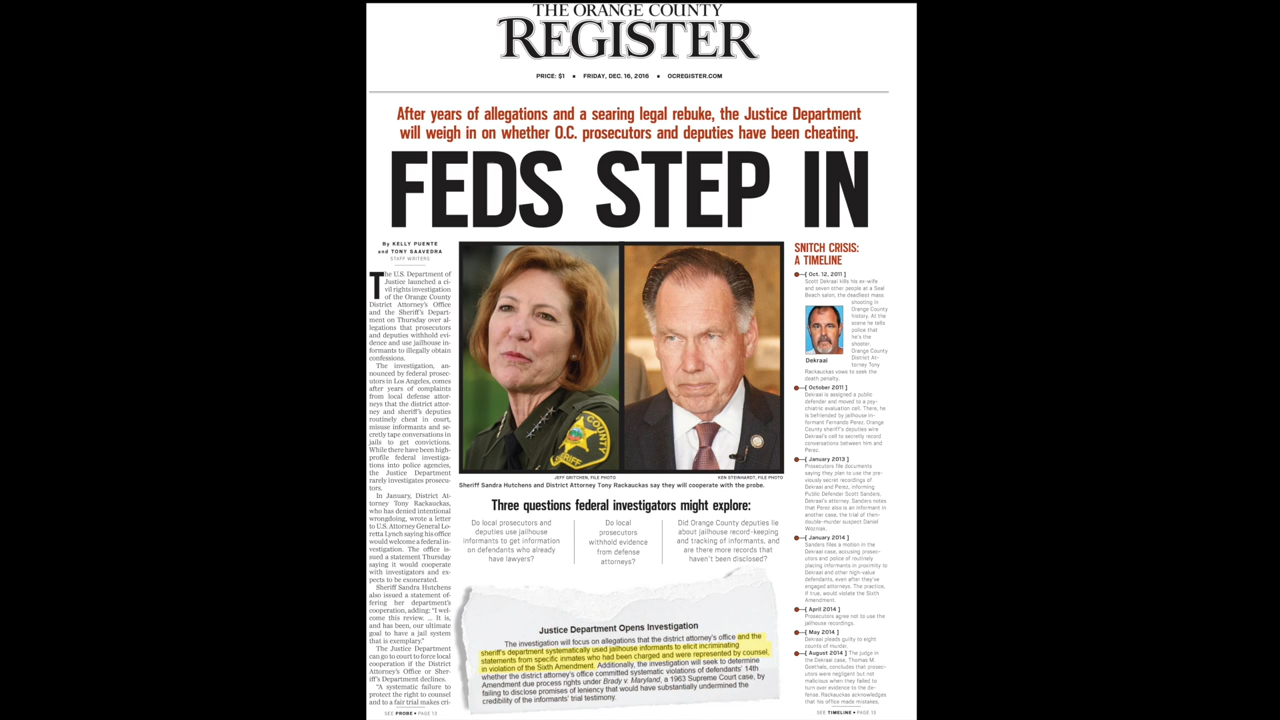 THE ORANGE COUNTY
REGISTER
PRICE: $1 ■ FRIDAY, DEC. 16, 2016 ■ OCREGISTER.COM
After years of allegations and a searing legal rebuke, the Justice Department
will weigh in on whether O.C. prosecutors and deputies have been cheating.
FEDS STEP IN
By KELLY PUENTE
and TONY SAAVEDRA
STAFF WRITERS
The U.S. Department of
Justice launched a ci-
vil rights investigation
of the Orange County
District Attorney's Office
and the Sheriff's Depart-
ment on Thursday over al-
legations that prosecutors
and deputies withhold evi-
dence and use jailhouse in-
formants to illegally obtain
confessions.
The investigation, an-
nounced by federal prosec-
utors in Los Angeles, comes
after years of complaints
from local defense attor-
neys that the district attor-
ney and sheriff's deputies
routinely cheat in court,
misuse informants and se-
cretly tape conversations in
jails to get convictions.
While there have been high-
profile federal investiga-
tions into police agencies,
the Justice Department
rarely investigates prosecu-
tors.
In January, District At-
torney Tony Rackauckas,
who has denied intentional
wrongdoing, wrote a letter
to U.S. Attorney General Lo-
retta Lynch saying his office
would welcome a federal in-
vestigation. The office is-
sued a statement Thursday
saying it would cooperate
with investigators and ex-
pects to be exonerated.
Sheriff Sandra Hutchens
also issued a statement of-
fering her department's
cooperation, adding: "I wel-
come this review. ... It is,
and has been, our ultimate
goal to have a jail system
that is exemplary."
The Justice Department
can go to court to force local
cooperation if the District
Attorney's Office or Sher-
iff's Department declines.
"A systematic failure to
protect the right to counsel
and to a fair trial makes cri-
SEE PROBE • PAGE 13
COUNTY
SHERIFF
JEFF GRITCHEN, FILE PHOTO
KEN STEINHARDT, FILE PHOTO
Sheriff Sandra Hutchens and District Attorney Tony Rackauckas say they will cooperate with the probe.
Three questions federal investigators might explore:
Do local prosecutors and
deputies use jailhouse
informants to get information
on defendants who already
have lawyers?
Do local
prosecutors
withhold evidence
from defense
attorneys?
Did Orange County deputies lie
about jailhouse record-keeping
and tracking of informants, and
are there more records that
haven't been disclosed?
Justice Department Opens Investigation
The investigation will focus on allegations that the district attorney's office and the
sheriff's department systematically used jailhouse informants to elicit incriminating
statements from specific inmates who had been charged and were represented by counsel,
in violation of the Sixth Amendment. Additionally, the investigation will seek to determine
whether the district attorney's office committed systematic violations of defendants' 14th
Amendment due process rights under Brady v. Maryland, a 1963 Supreme Court case, by
failing to disclose promises of leniency that would have substantially undermined the
credibility of the informants' trial testimony.
SNITCH CRISIS:
A TIMELINE
[ Oct. 12, 2011 ]
Scott Dekraai kills his ex-wife
and seven other people at a Seal
Beach salon, the deadliest mass
shooting in
Orange County
history. At the
scene he tells
police that
he's the
shooter.
Orange County
District At-
torney Tony
Dekraai
Rackauckas vows to seek the
death penalty.
[ October 2011 ]
Dekraai is assigned a public
defender and moved to a psy-
chiatric evaluation cell. There, he
is befriended by jailhouse in-
formant Fernando Perez. Orange
County sheriff's deputies wire
Dekraai's cell to secretly record
conversations between him and
Perez.
[ January 2013 ]
Prosecutors file documents
saying they plan to use the pre-
viously secret recordings of
Dekraai and Perez, informing
Public Defender Scott Sanders,
Dekraai's attorney. Sanders notes
that Perez also is an informant in
another case, the trial of then-
double-murder suspect Daniel
Wozniak.
[ January 2014 ]
Sanders files a motion in the
Dekraai case, accusing prosec-
utors and police of routinely
placing informants in proximity to
Dekraai and other high-value
defendants, even after they've
engaged attorneys. The practice,
if true, would violate the Sixth
Amendment.
[ April 2014 ]
Prosecutors agree not to use the
jailhouse recordings.
[ May 2014 ]
Dekraai pleads guilty to eight
counts of murder.
[ August 2014 ] The judge in
the Dekraai case, Thomas M.
Goethals, concludes that prosec-
utors were negligent but not
malicious when they failed to
turn over evidence to the de-
fense. Rackauckas acknowledges
that his office made mistakes,
SEE TIMELINE • PAGE 13